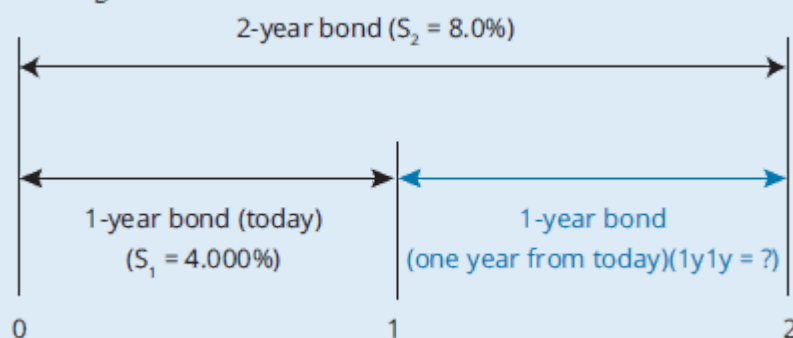 2-year bond (S₂ = 8.0%)
1-year bond (today)
(S₁ = 4.000%)
1-year bond
(one year from today)(1y1y = ?)
0
1
2